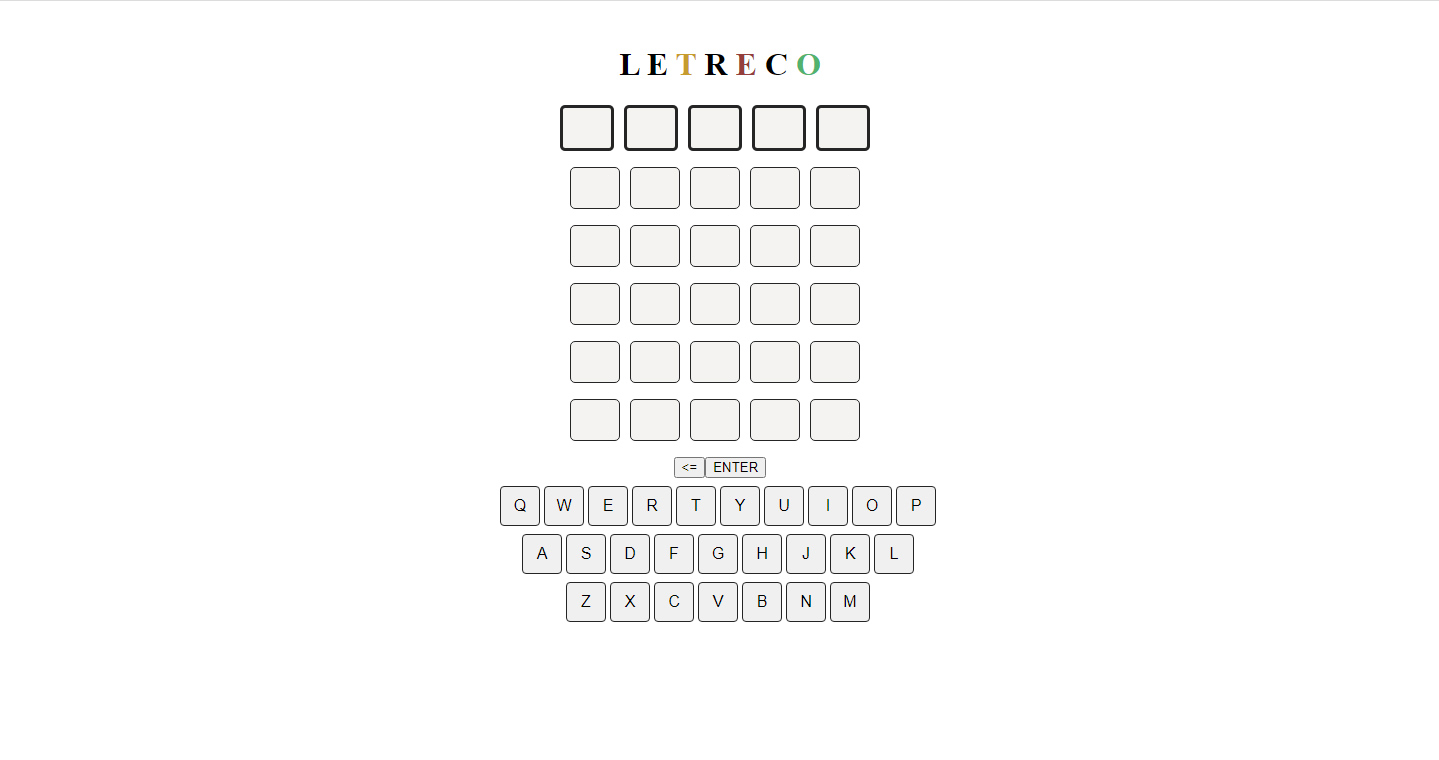 LETRECO
<= ENTER
Q W E R T Y U I O P
A S D F G H J K L
Z X C V B N M